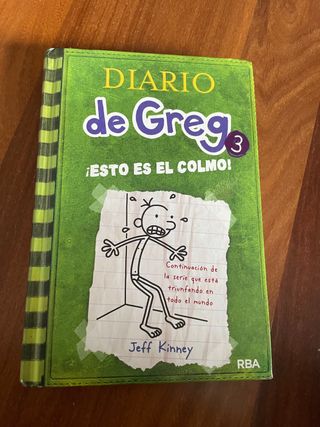 DIARIO
de Greg 3
¡ESTO ES EL COLMO!
Continuación de
la serie que está
triunfando en
todo el mundo
Jeff Kinney
RBA